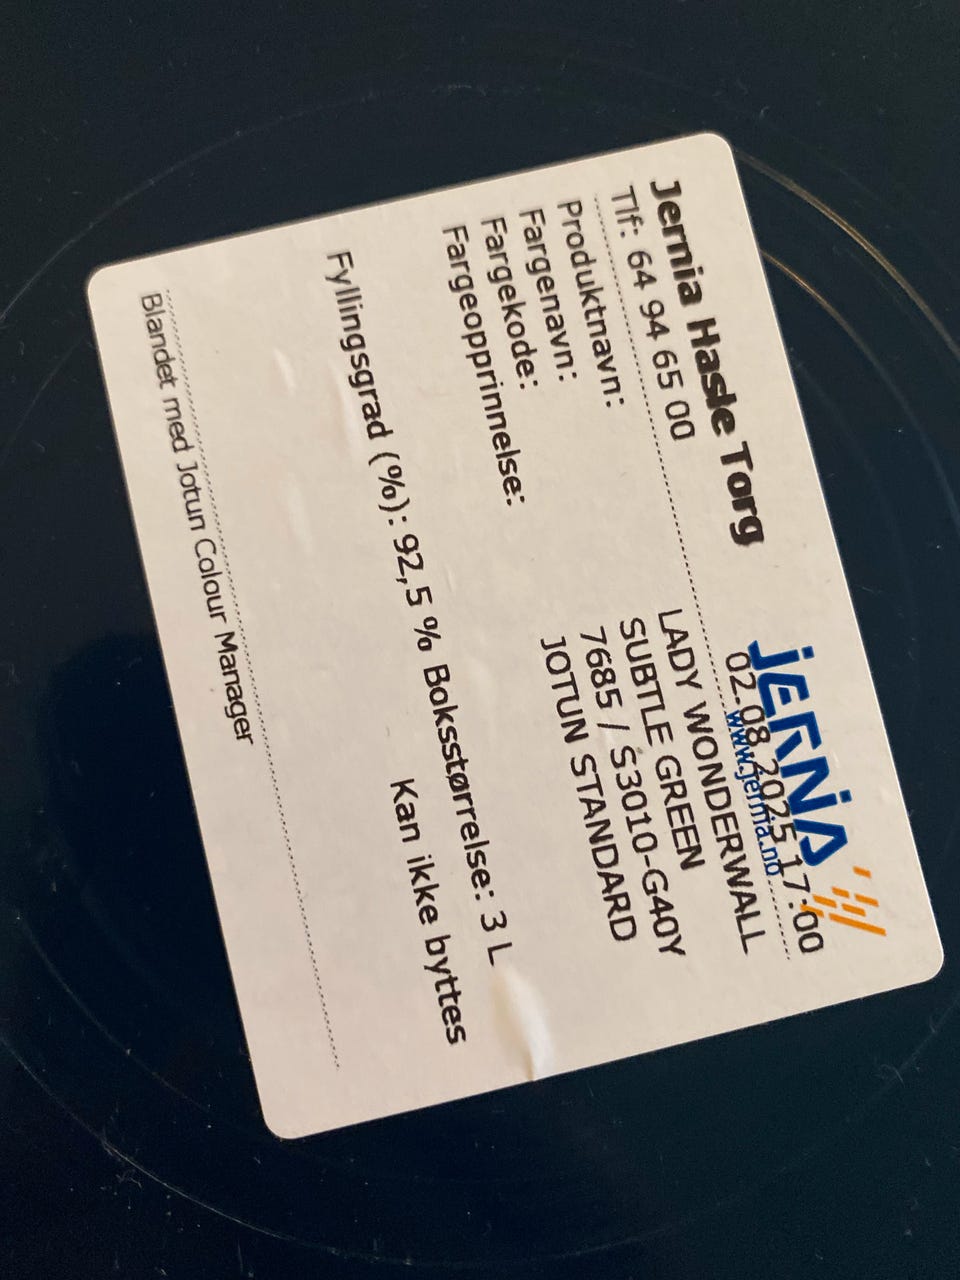 Jernia Hasle Torg
JERNIA
Tlf: 64 94 65 00
02.08.2025 17:00
www.jernia.no
Produktnavn: LADY WONDERWALL
Fargenavn: SUBTLE GREEN
Fargekode: 7685 / S3010-G40Y
Fargeopprinnelse: JOTUN STANDARD
Fyllingsgrad (%): 92,5 % Boksstørrelse: 3 L
Kan ikke byttes
Blandet med Jotun Colour Manager